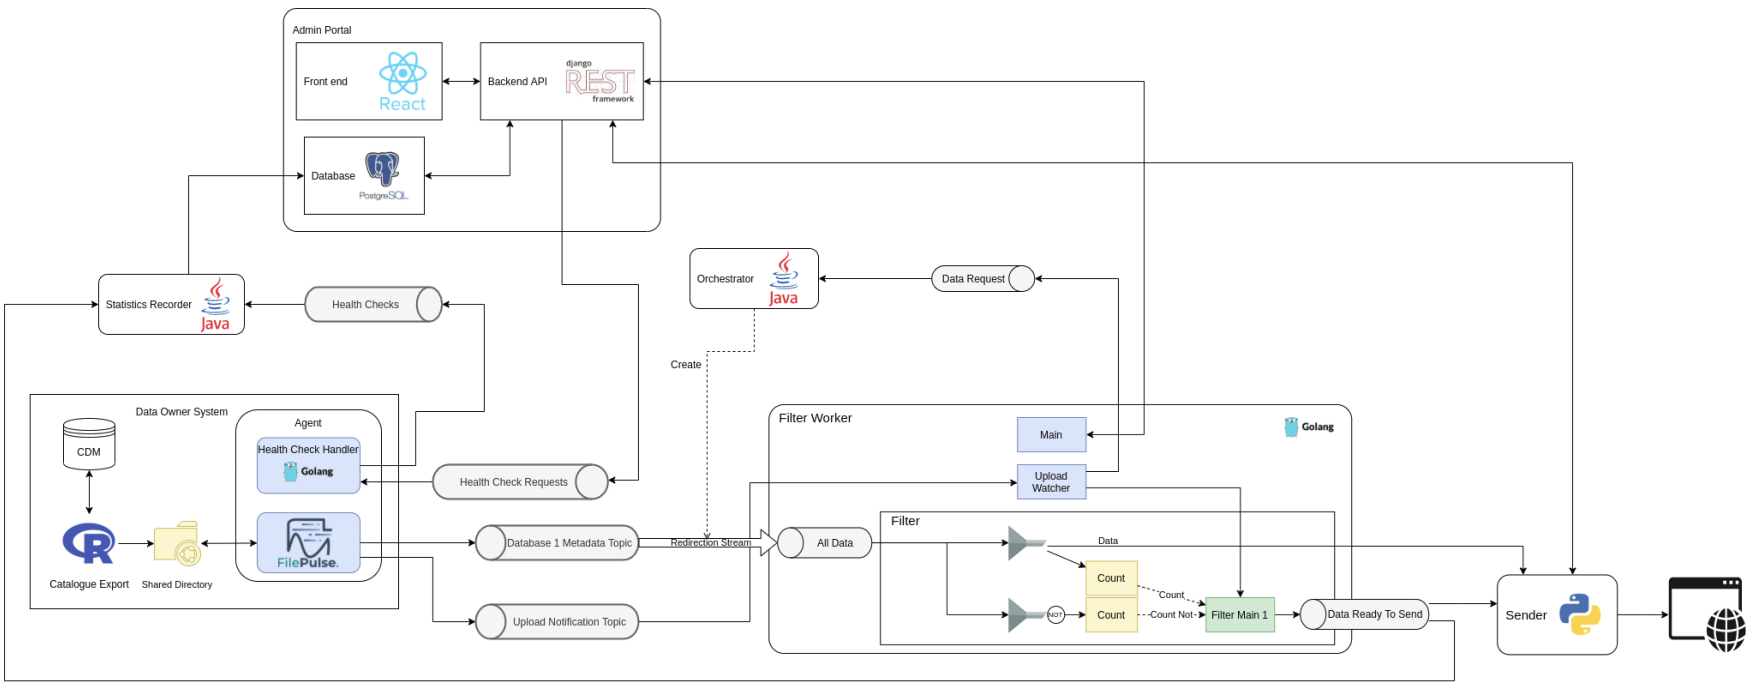 Admin Portal
Front end
React
Backend API
django
REST
framework
Database
PostgreSQL
Statistics Recorder
Java
Health Checks
Orchestrator
Java
Data Request
Create
Data Owner System
Agent
CDM
Health Check Handler
Golang
Health Check Requests
R
Catalogue Export
Shared Directory
FilePulse.
Database 1 Metadata Topic
Redirection Stream
Upload Notification Topic
Filter Worker
Golang
Main
Upload
Watcher
Filter
All Data
Data
Count
Count
NOT
Count
Count Not
Filter Main 1
Data Ready To Send
Sender